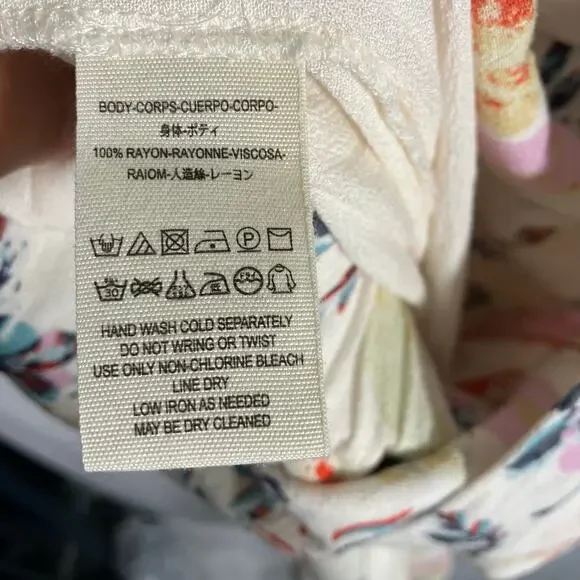 BODY-CORPS-CUERPO-CORPO-
身体-ボディ
100% RAYON-RAYONNE-VISCOSA-
RAIOM-人造絲-レーヨン
P
30
HAND WASH COLD SEPARATELY
DO NOT WRING OR TWIST
USE ONLY NON-CHLORINE BLEACH
LINE DRY
LOW IRON AS NEEDED
MAY BE DRY CLEANED